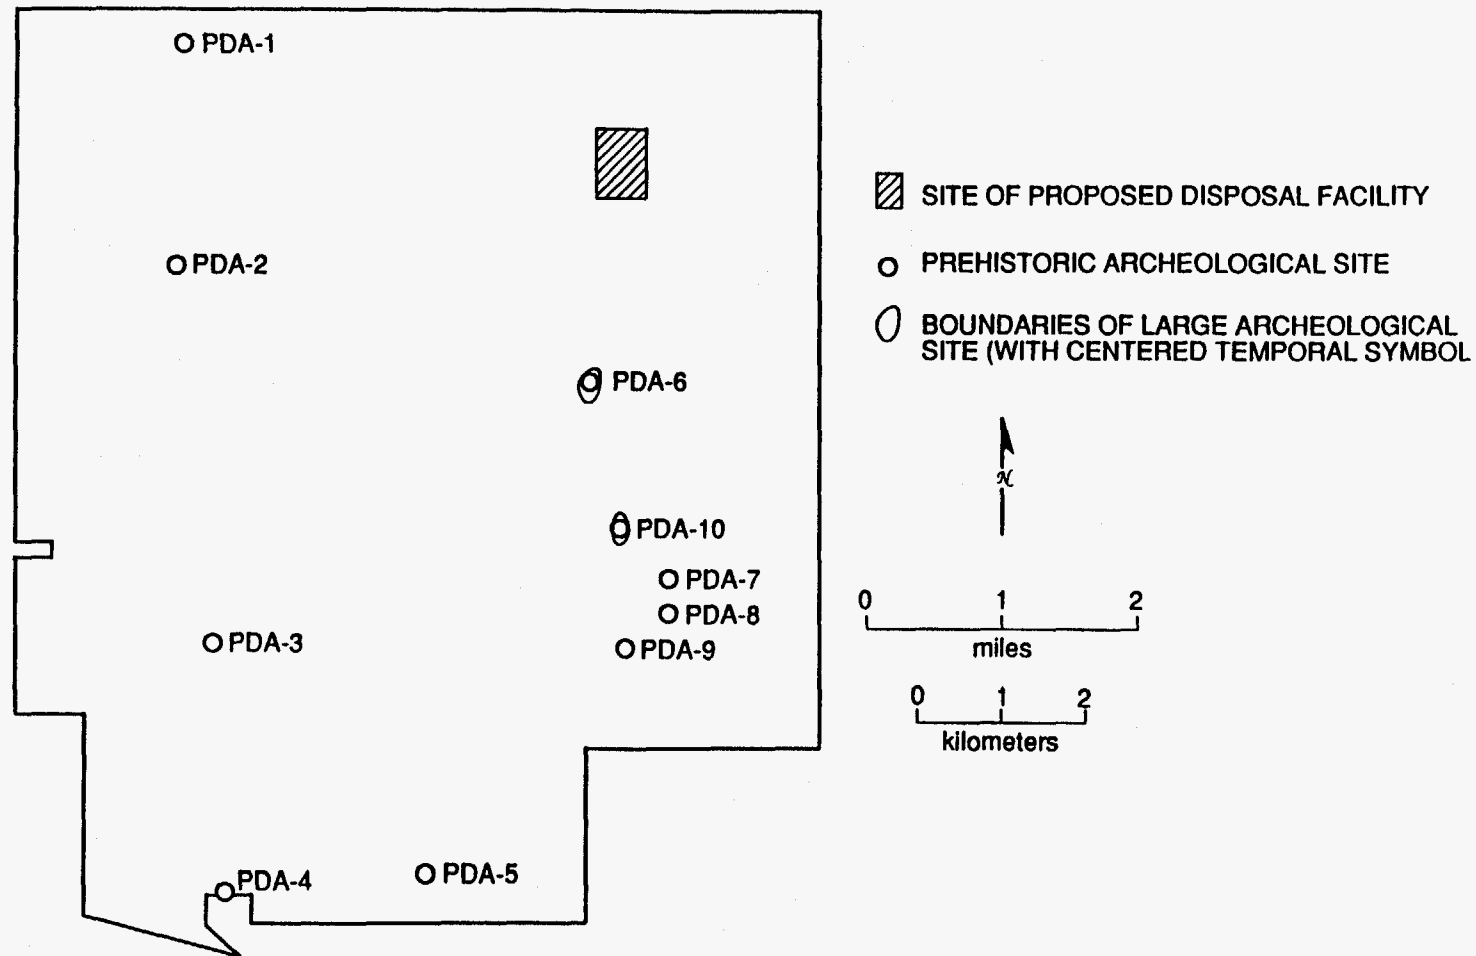 PDA-1
PDA-2
PDA-6
PDA-10
PDA-7
PDA-8
PDA-3
PDA-9
PDA-4
PDA-5
SITE OF PROPOSED DISPOSAL FACILITY
PREHISTORIC ARCHEOLOGICAL SITE
BOUNDARIES OF LARGE ARCHEOLOGICAL
SITE (WITH CENTERED TEMPORAL SYMBOL
N
0 1 2
miles
0 1 2
kilometers